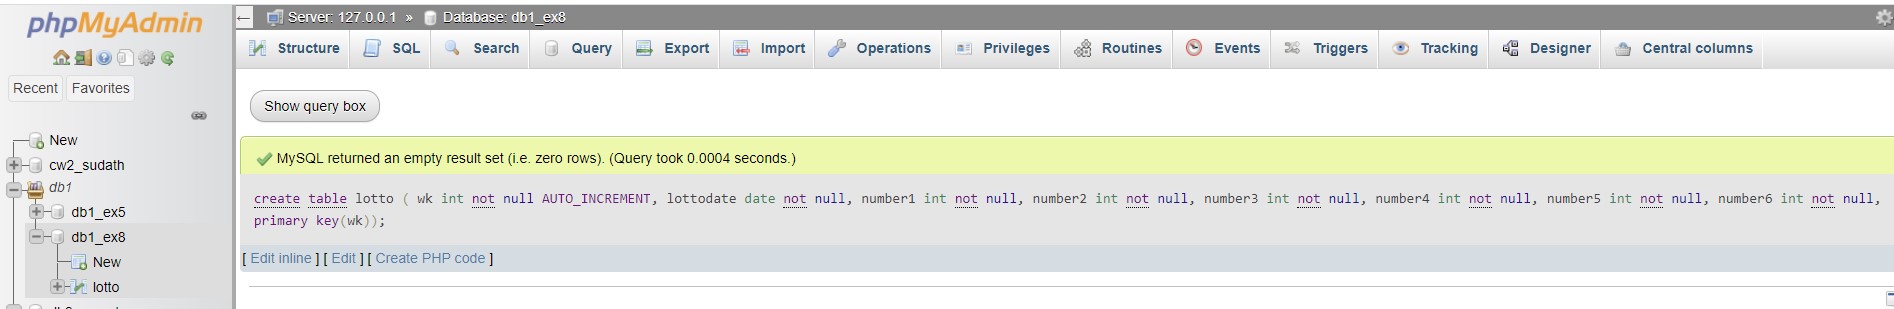 phpMyAdmin
Recent Favorites
New
cw2_sudath
db1
db1_ex5
db1_ex8
New
lotto
Server: 127.0.0.1 » Database: db1_ex8
Structure SQL Search Query Export Import Operations Privileges Routines Events Triggers Tracking Designer Central columns
Show query box
MySQL returned an empty result set (i.e. zero rows). (Query took 0.0004 seconds.)
create table lotto ( wk int not null AUTO_INCREMENT, lottodate date not null, number1 int not null, number2 int not null, number3 int not null, number4 int not null, number5 int not null, number6 int not null,
primary key(wk));
[ Edit inline ] [ Edit ] [ Create PHP code ]